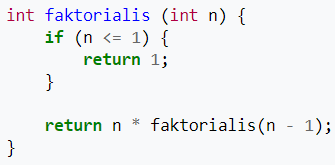 int faktorialis (int n) {
    if (n <= 1) {
        return 1;
    }

    return n * faktorialis(n - 1);
}